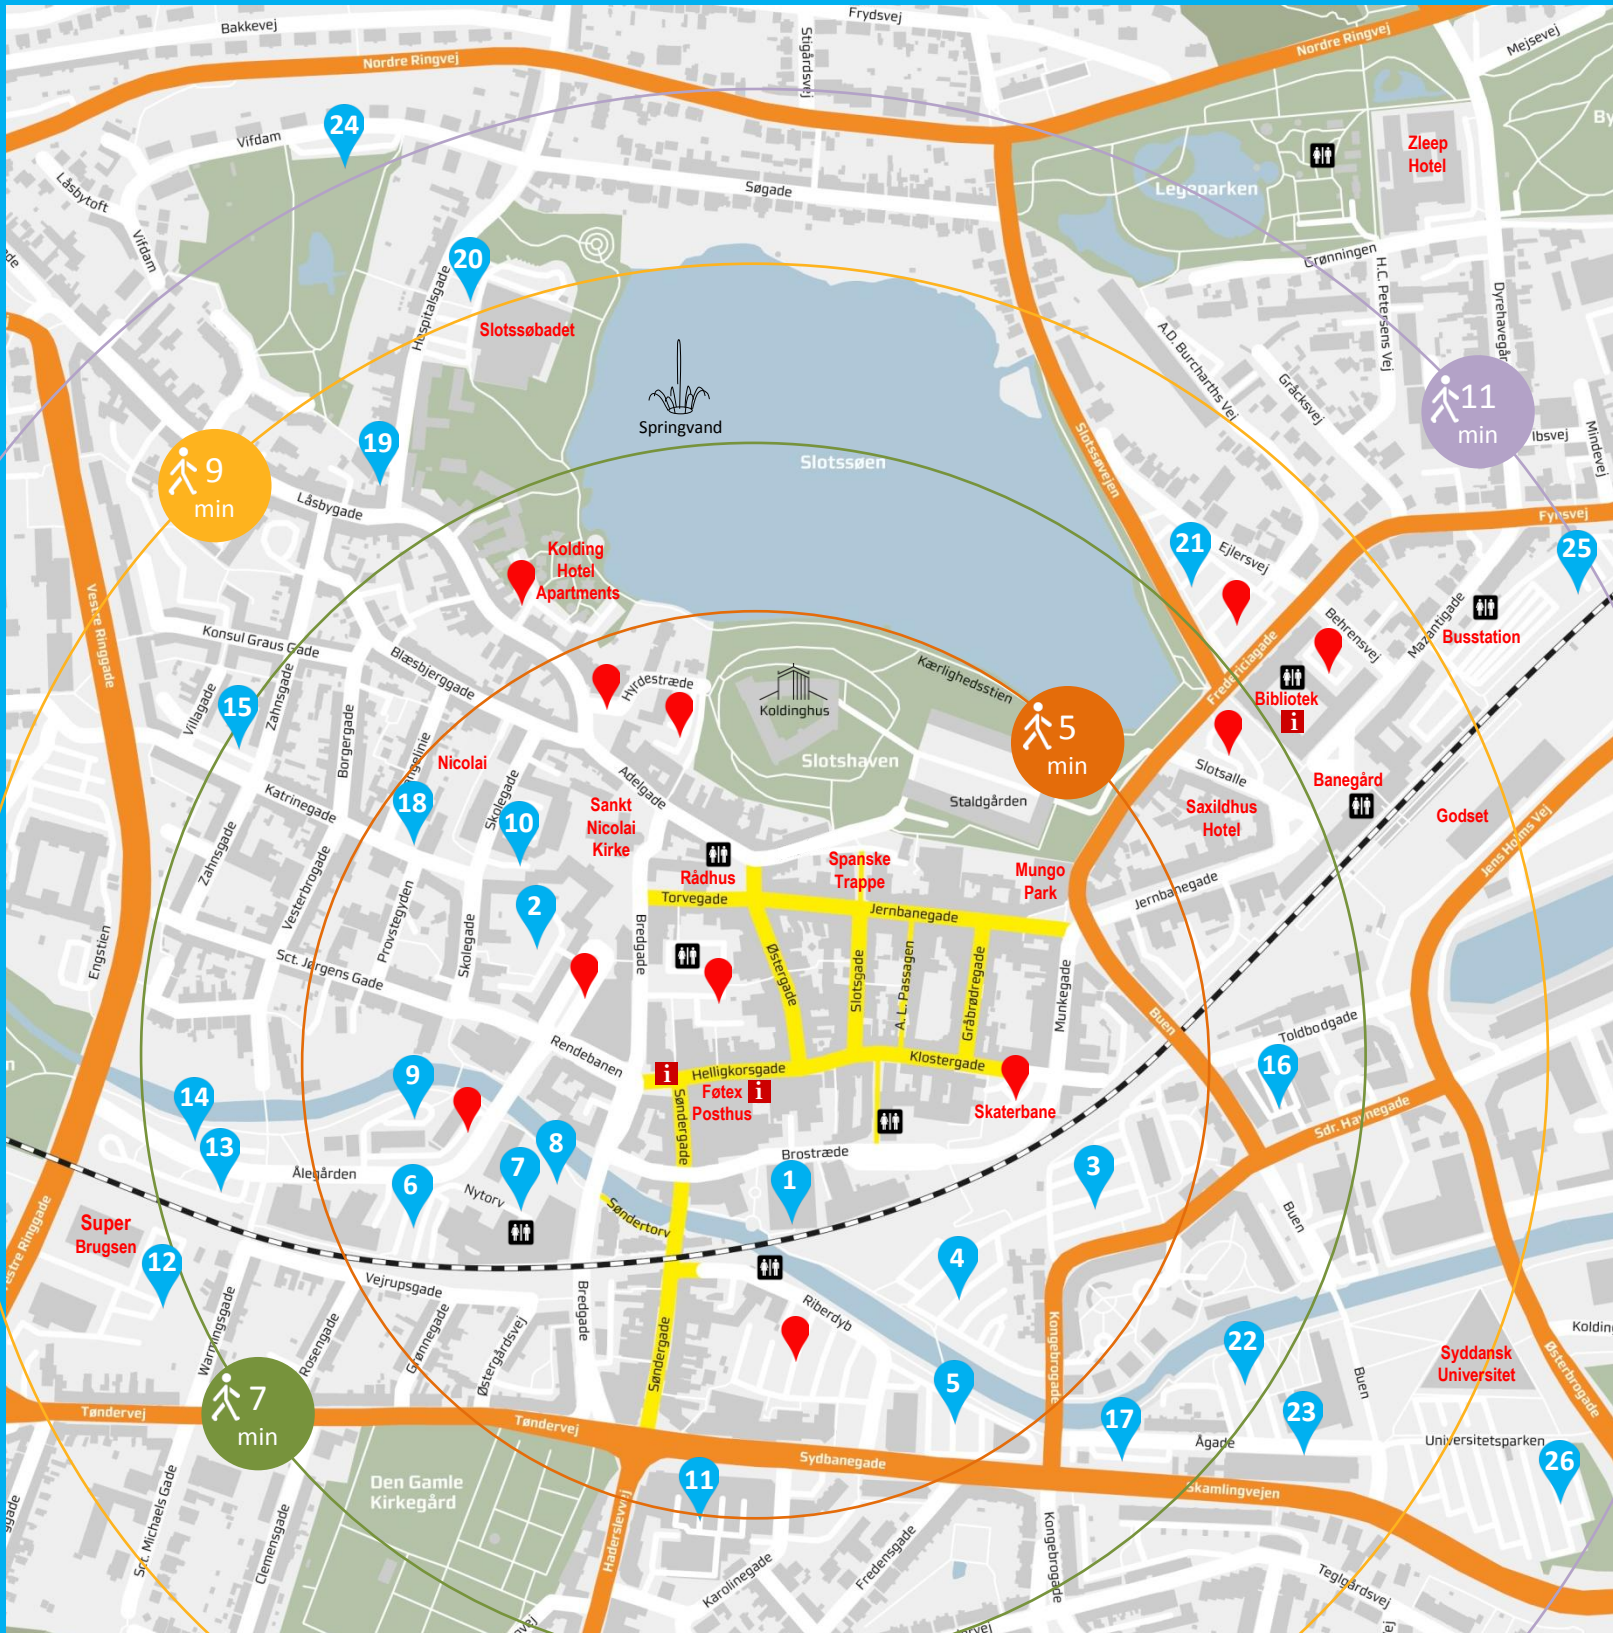 Bakkevej
Frydsvej
Stigårdsvej
Nordre Ringvej
Nordre Ringvej
Mejsevej
By
24
Vifdam
Låsbytoft
Vifdam
Søgade
Legeparken
Zleep
Hotel
Grønningen
H.C. Petersens Vej
20
Hospitalsgade
Slotssøbadet
Springvand
Slotssøen
Slotssøvejen
A.D. Burcharths Vej
Gråcksvej
11
min
Ibsvej
Mindevej
19
9
min
Låsbygade
Fynsvej
25
21
Ejlersvej
Kolding
Hotel
Apartments
Vestre Ringgade
Konsul Graus Gade
Blæsbjerggade
Hyrdestræde
Koldinghus
Kærlighedsstien
Fredericiagade
Behrensvej
Mazantigade
Busstation
Bibliotek
i
15
Villagade
Zahnsgade
Borgergade
Nicolai
Slotshaven
5
min
Slotsalle
Saxildhus
Hotel
Banegård
Godset
Jens Holms Vej
18
Katrinegade
Skolegade
10
Adelgade
Sankt
Nicolai
Kirke
Staldgården
Zahnsgade
Vesterbrogade
Provstegyden
Rådhus
Spanske
Trappe
Mungo
Park
Jernbanegade
2
Torvegade
Jernbanegade
Engstien
Sct. Jørgens Gade
Skolegade
Bredgade
Østergade
Slotsgade
A. L. Passagen
Gråbrødregade
Munkegade
Buen
Toldbodgade
Rendebanen
Klostergade
16
9
i
Helligkorsgade
Føtex
i
Posthus
Skaterbane
14
13
Sdr. Havnegade
Ålegården
8
7
Søndergade
Brostræde
1
3
6
Nytorv
Søndertorv
Buen
Super
Brugsen
12
Vestre Ringgade
Vejrupsgade
4
Warmingsgade
Rosengade
Grønnegade
Østergårdsvej
Bredgade
Søndergade
Riberdyb
Kongebrogade
22
Syddansk
Universitet
Østerbrogade
5
Buen
7
min
Tøndervej
Tøndervej
17
23
Ågade
Universitetsparken
Sydbanegade
26
11
Skamlingvejen
Den Gamle
Kirkegård
Sct. Michaels Gade
Clemensgade
Haderslevvej
Karolinegade
Fredensgade
Kongebrogade
Teglgårdsvej